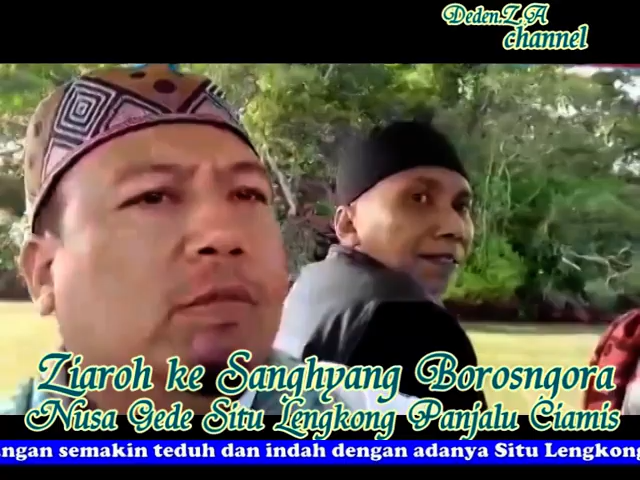 Deden.Z.A
channel
Ziaroh ke Sanghyang Borosngora
Nusa Gede Situ Lengkong Panjalu Ciamis
ngan semakin teduh dan indah dengan adanya Situ Lengkong